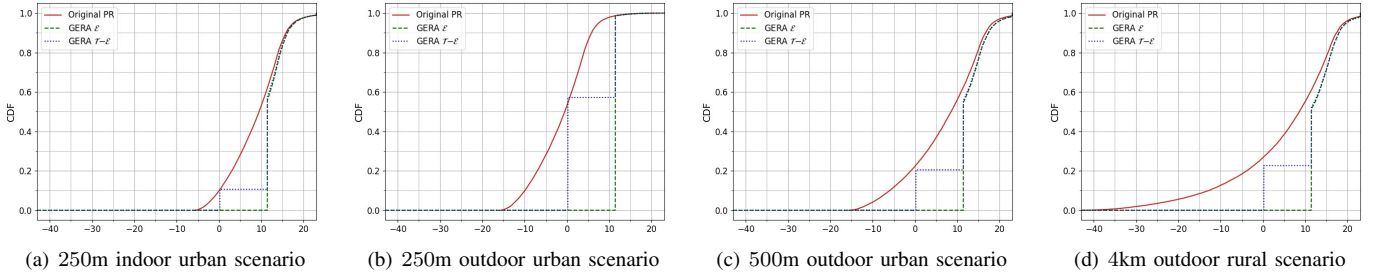 CDF
1.0
0.8
0.6
0.4
0.2
0.0
Original PR
GERA ℰ
GERA 𝒯−ℰ
−40 −30 −20 −10 0 10 20
(a) 250m indoor urban scenario
CDF
1.0
0.8
0.6
0.4
0.2
0.0
Original PR
GERA ℰ
GERA 𝒯−ℰ
−40 −30 −20 −10 0 10 20
(b) 250m outdoor urban scenario
CDF
1.0
0.8
0.6
0.4
0.2
0.0
Original PR
GERA ℰ
GERA 𝒯−ℰ
−40 −30 −20 −10 0 10 20
(c) 500m outdoor urban scenario
CDF
1.0
0.8
0.6
0.4
0.2
0.0
Original PR
GERA ℰ
GERA 𝒯−ℰ
−40 −30 −20 −10 0 10 20
(d) 4km outdoor rural scenario